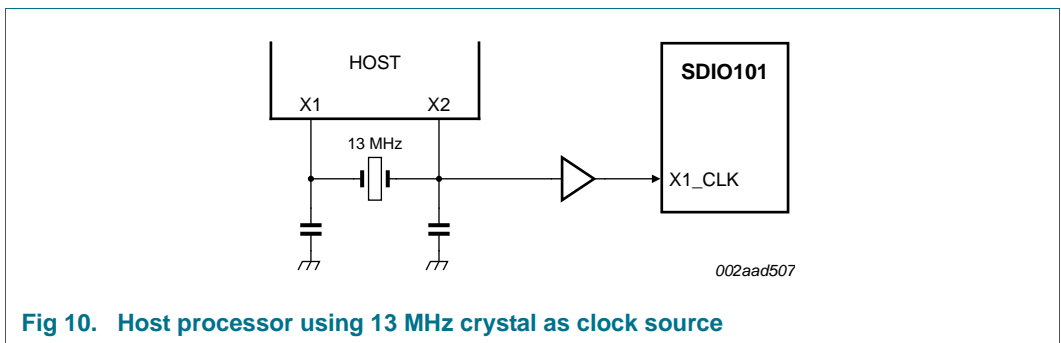 HOST
SDIO101
X1
X2
13 MHz
X1_CLK
002aad507
Fig 10. Host processor using 13 MHz crystal as clock source